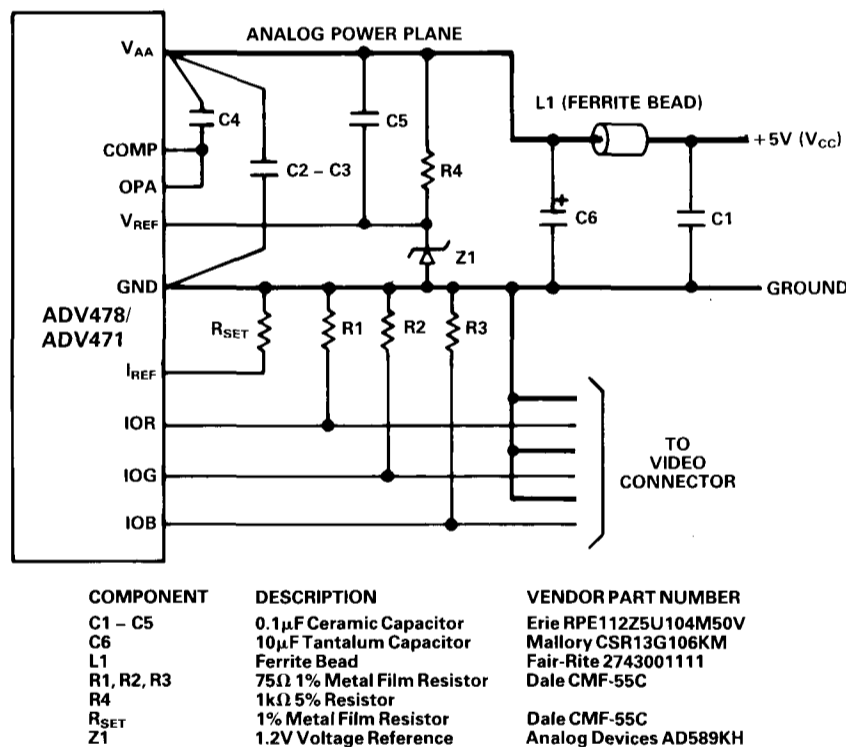 ANALOG POWER PLANE
VAA
L1 (FERRITE BEAD)
C4
C5
COMP
+5V (VCC)
C2 – C3
R4
OPA
C6
C1
VREF
Z1
GND
GROUND
ADV478/
ADV471
RSET
R1
R2
R3
IREF
IOR
TO
VIDEO
CONNECTOR
IOG
IOB
COMPONENT DESCRIPTION VENDOR PART NUMBER
C1 – C5 0.1µF Ceramic Capacitor Erie RPE112Z5U104M50V
C6 10µF Tantalum Capacitor Mallory CSR13G106KM
L1 Ferrite Bead Fair-Rite 2743001111
R1, R2, R3 75Ω 1% Metal Film Resistor Dale CMF-55C
R4 1kΩ 5% Resistor
RSET 1% Metal Film Resistor Dale CMF-55C
Z1 1.2V Voltage Reference Analog Devices AD589KH